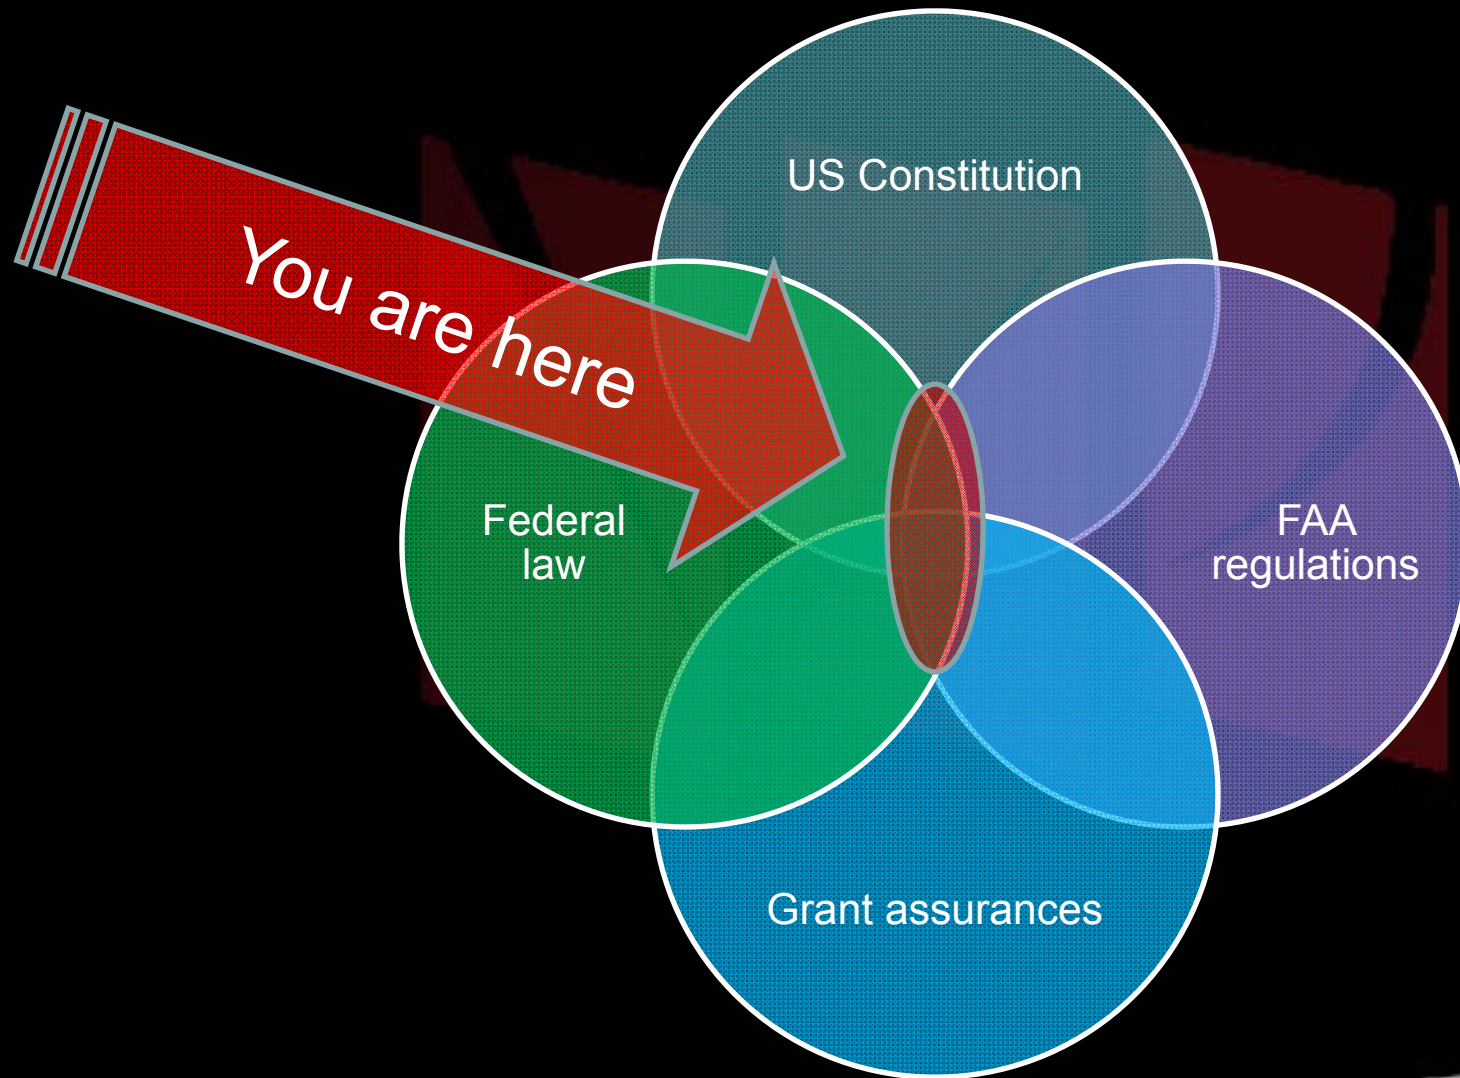 US Constitution
You are here
Federal
law
FAA
regulations
Grant assurances